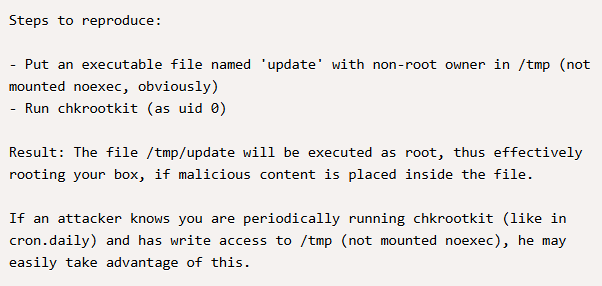 Steps to reproduce:
- Put an executable file named 'update' with non-root owner in /tmp (not
mounted noexec, obviously)
- Run chkrootkit (as uid 0)
Result: The file /tmp/update will be executed as root, thus effectively
rooting your box, if malicious content is placed inside the file.
If an attacker knows you are periodically running chkrootkit (like in
cron.daily) and has write access to /tmp (not mounted noexec), he may
easily take advantage of this.